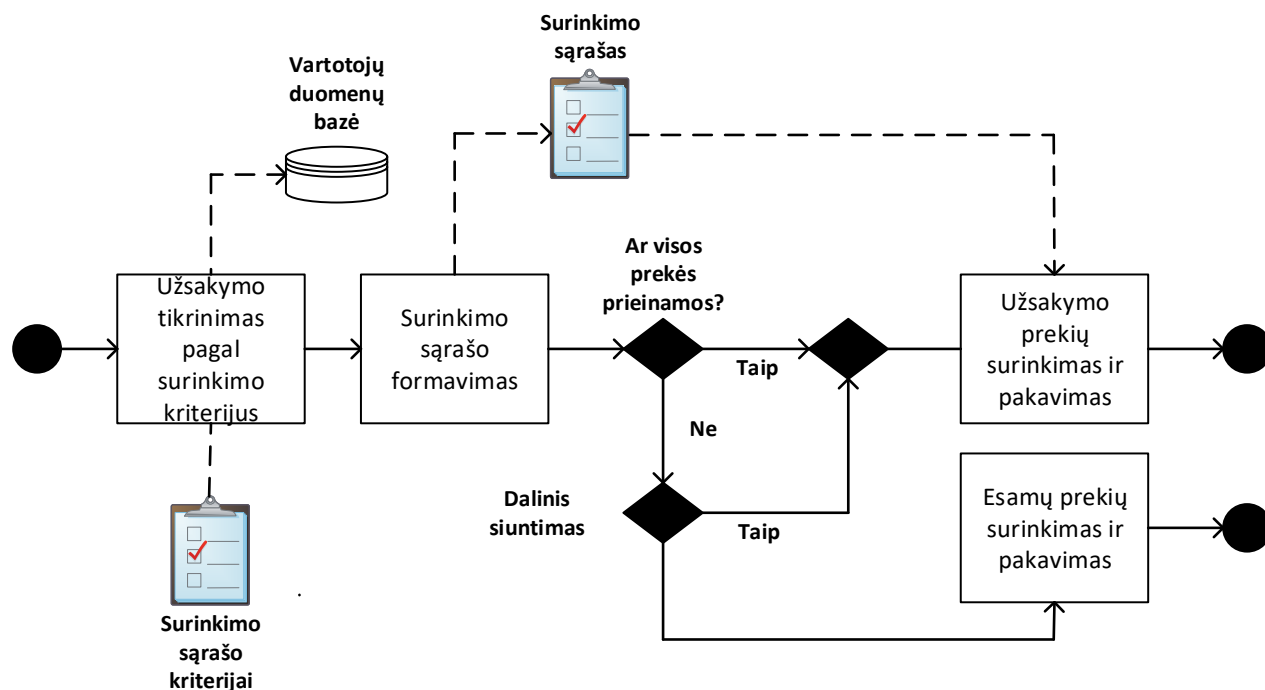 Surinkimo
sąrašas
Vartotojų
duomenų
bazė
Ar visos
prekės
prieinamos?
Užsakymo
tikrinimas
pagal
surinkimo
kriterijus
Surinkimo
sąrašo
formavimas
Taip
Užsakymo
prekių
surinkimas ir
pakavimas
Ne
Dalinis
siuntimas
Taip
Esamų prekių
surinkimas ir
pakavimas
Surinkimo
sąrašo
kriterijai
.